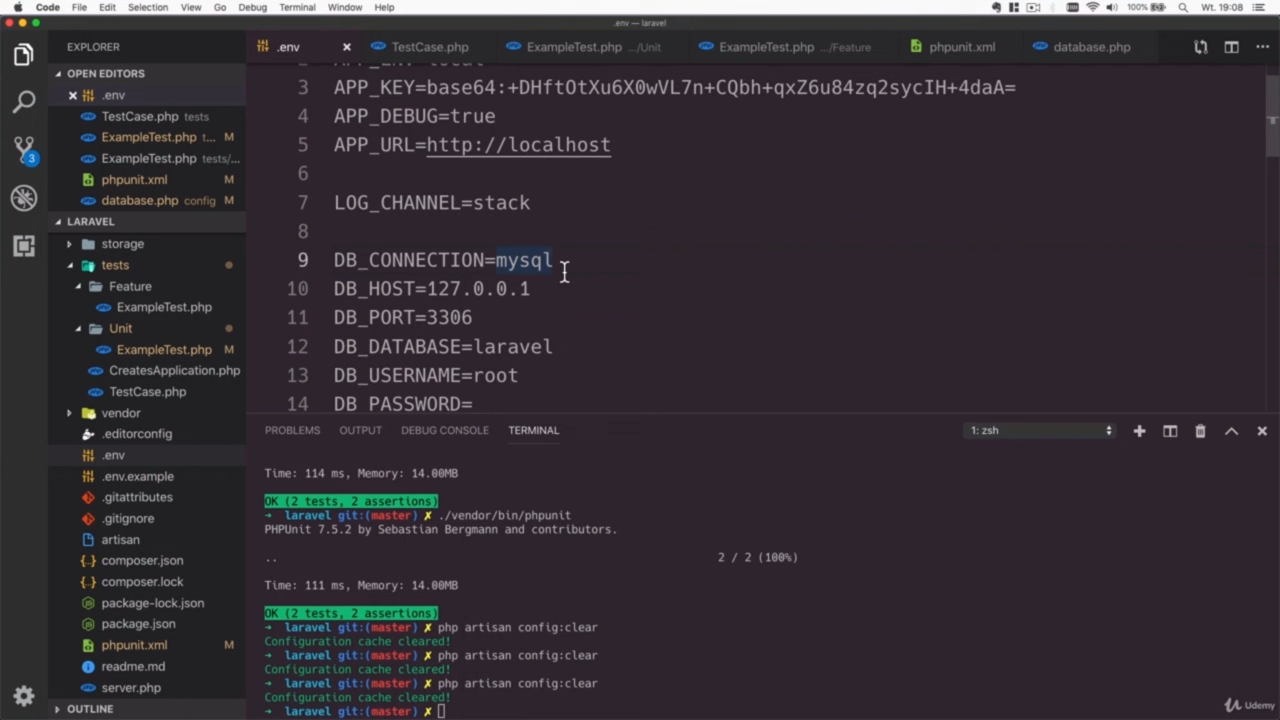 Code File Edit Selection View Go Debug Terminal Window Help 100% Wt. 19:08
.env — laravel
EXPLORER
.env
TestCase.php
ExampleTest.php .../Unit
ExampleTest.php .../Feature
phpunit.xml
database.php
OPEN EDITORS
.env
TestCase.php tests
ExampleTest.php t... M
ExampleTest.php tests/...
phpunit.xml M
database.php config M
LARAVEL
storage
tests
Feature
ExampleTest.php
Unit
ExampleTest.php M
CreatesApplication.php
TestCase.php
vendor
.editorconfig
.env
.env.example
.gitattributes
.gitignore
artisan
composer.json
composer.lock
package-lock.json
package.json
phpunit.xml M
readme.md
server.php
OUTLINE
3
2 APP_ENV=local
3 APP_KEY=base64:+DHftOtXu6X0wVL7n+CQbh+qxZ6u84zq2sycIH+4daA=
4 APP_DEBUG=true
5 APP_URL=http://localhost
6
7 LOG_CHANNEL=stack
8
9 DB_CONNECTION=mysql
10 DB_HOST=127.0.0.1
11 DB_PORT=3306
12 DB_DATABASE=laravel
13 DB_USERNAME=root
14 DB_PASSWORD=
PROBLEMS OUTPUT DEBUG CONSOLE TERMINAL 1: zsh
Time: 114 ms, Memory: 14.00MB
OK (2 tests, 2 assertions)
➜ laravel git:(master) ✗ ./vendor/bin/phpunit
PHPUnit 7.5.2 by Sebastian Bergmann and contributors.
.. 2 / 2 (100%)
Time: 111 ms, Memory: 14.00MB
OK (2 tests, 2 assertions)
➜ laravel git:(master) ✗ php artisan config:clear
Configuration cache cleared!
➜ laravel git:(master) ✗ php artisan config:clear
Configuration cache cleared!
➜ laravel git:(master) ✗ php artisan config:clear
Configuration cache cleared!
➜ laravel git:(master) ✗
Udemy